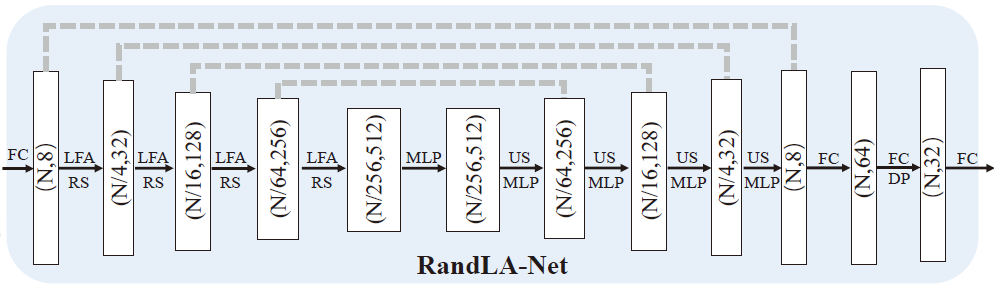 FC
(N,8)
LFA
RS
(N/4,32)
LFA
RS
(N/16,128)
LFA
RS
(N/64,256)
LFA
RS
(N/256,512)
MLP
(N/256,512)
US
MLP
(N/64,256)
US
MLP
(N/16,128)
US
MLP
(N/4,32)
US
MLP
(N,8)
FC
(N,64)
FC
DP
(N,32)
FC
RandLA-Net